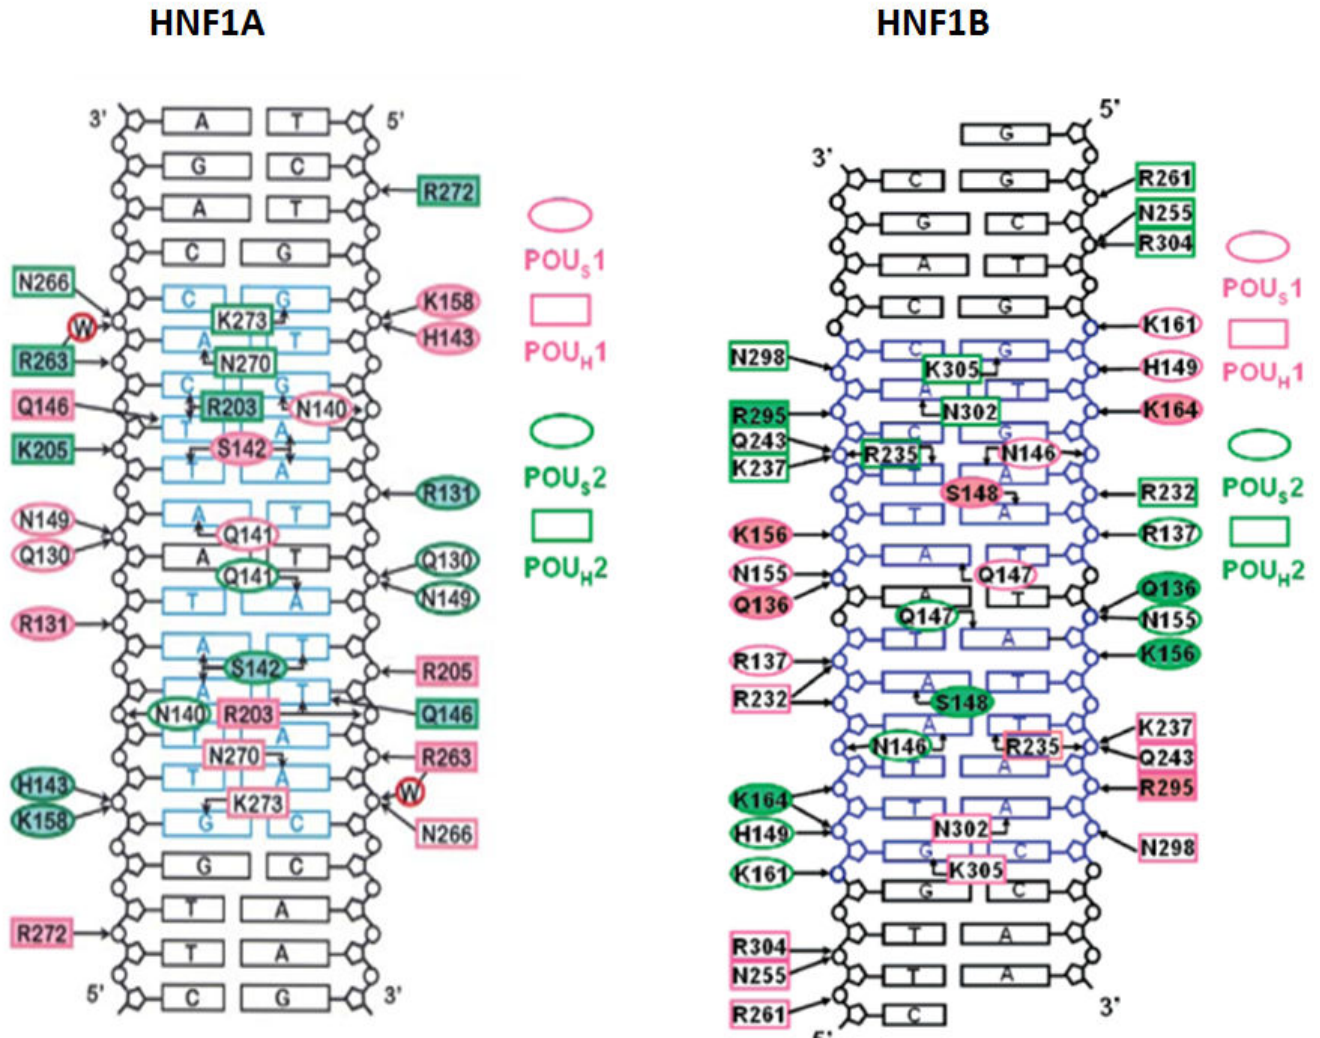 HNF1A
3' A T 5'
G C
R272
A T
C G
N266
C G
K158
K273
W
H143
A T
R263
N270
C G
Q146
R203
N140
T A
K205
S142
T A
R131
N149
A T
Q141
Q130
A T
Q130
Q141
N149
T A
R131
A T
S142
R205
A T
N140
R203
Q146
T A
N270
R263
T A
H143
W
K273
K158
G C
N266
G C
T A
R272
T A
5' C G 3'
POUS1
POUH1
POUS2
POUH2
HNF1B
5'
G
3'
C G
R261
N255
G C
R304
A T
C G
K161
N298
C G
H149
K305
A T
R295
N302
K164
Q243
C G
R235
N146
K237
T A
S148
R232
T A
K156
R137
A T
N155
Q147
Q136
Q136
A T
Q147
N155
T A
K156
R137
A T
R232
S148
A T
K237
N146
R235
Q243
T A
R295
K164
T A
H149
N302
N298
G C
K161
K305
G C
T A
R304
N255
T A
3'
R261
C
5'
POUS1
POUH1
POUS2
POUH2